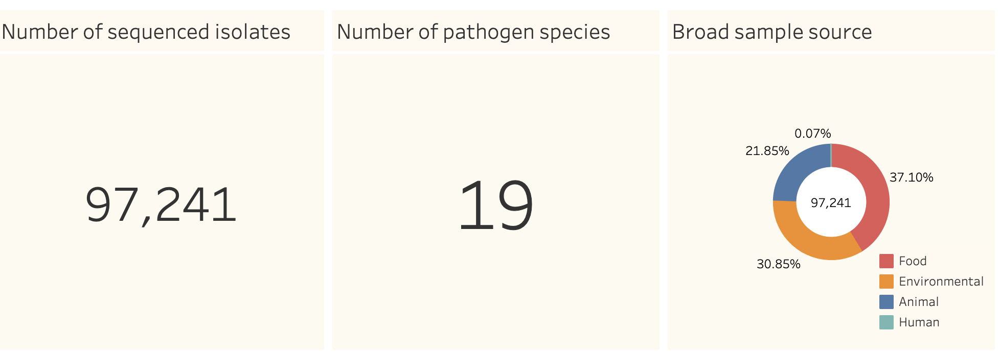 Number of sequenced isolates
Number of pathogen species
Broad sample source
97,241
19
0.07%
21.85%
37.10%
97,241
30.85%
Food
Environmental
Animal
Human